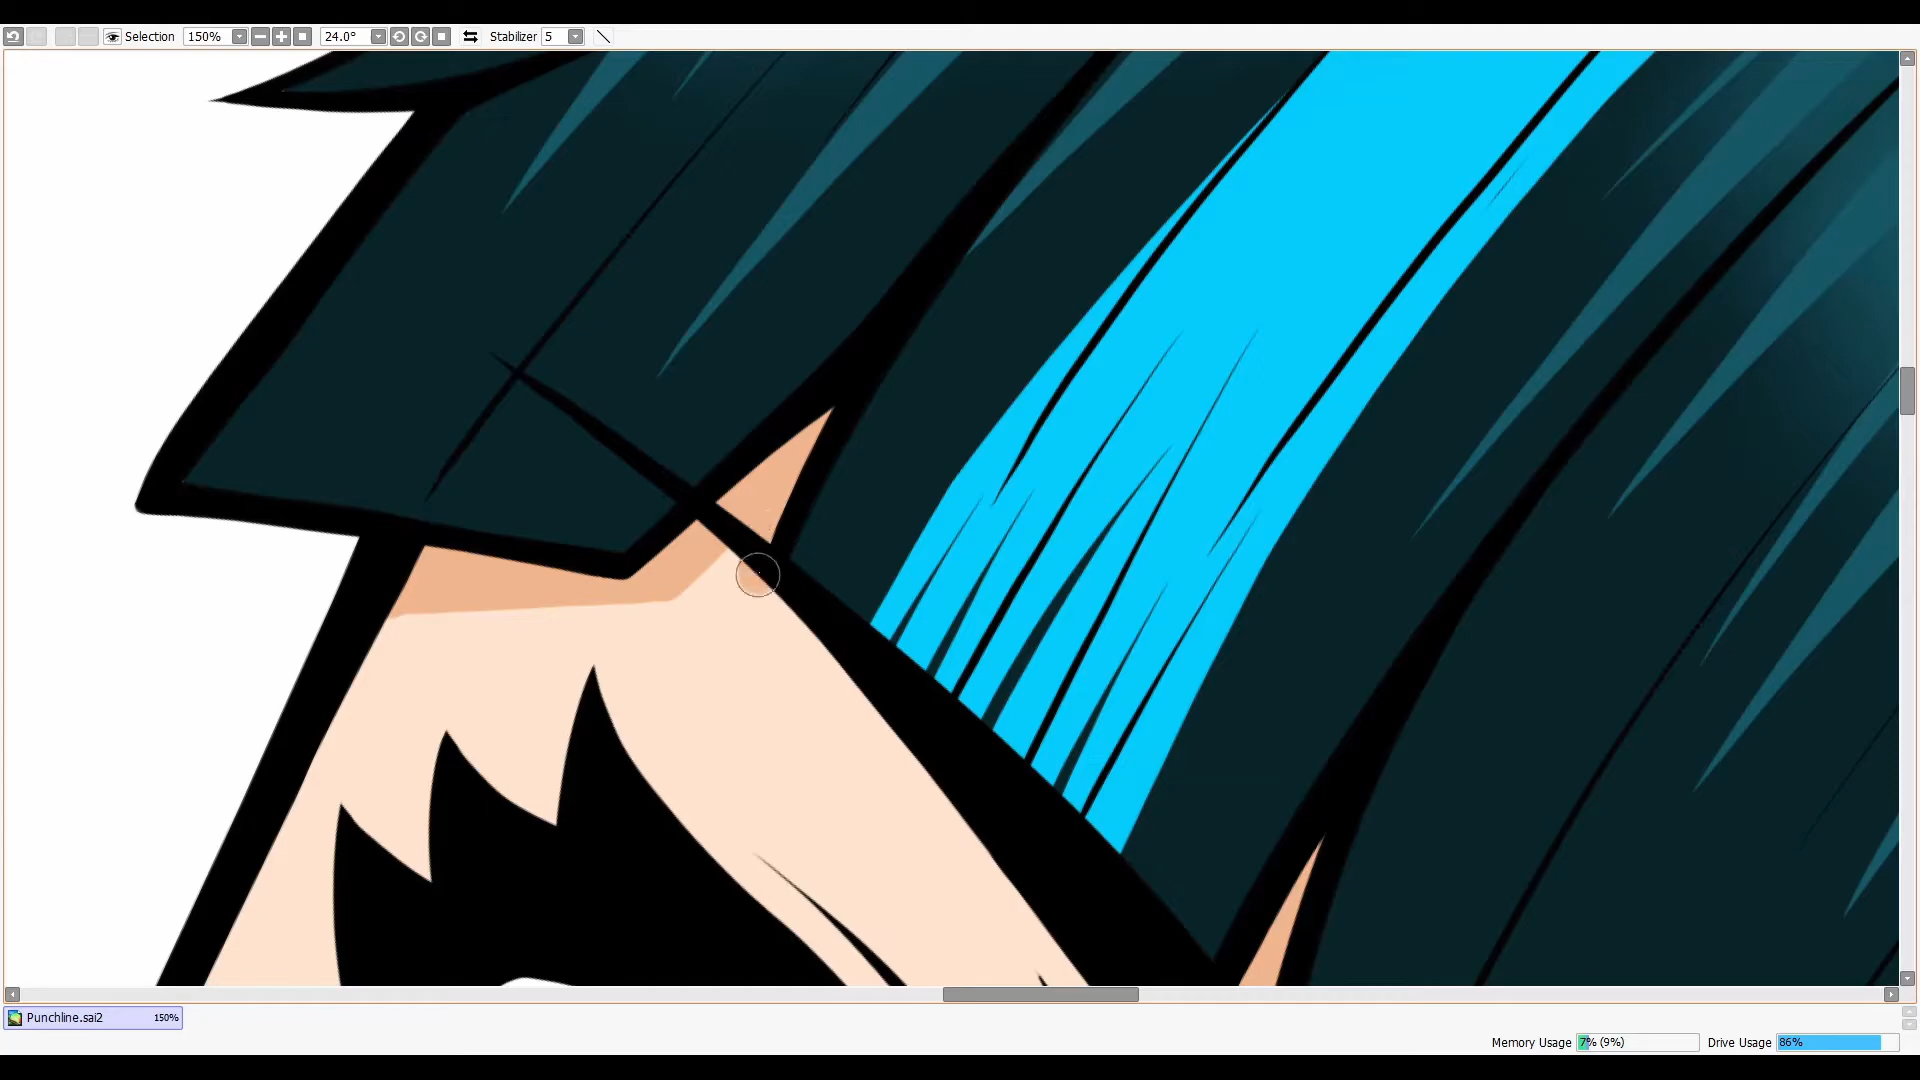 Selection 150% 24.0° Stabilizer 5
Punchline.sai2 150%
Memory Usage 7% (9%) Drive Usage 86%